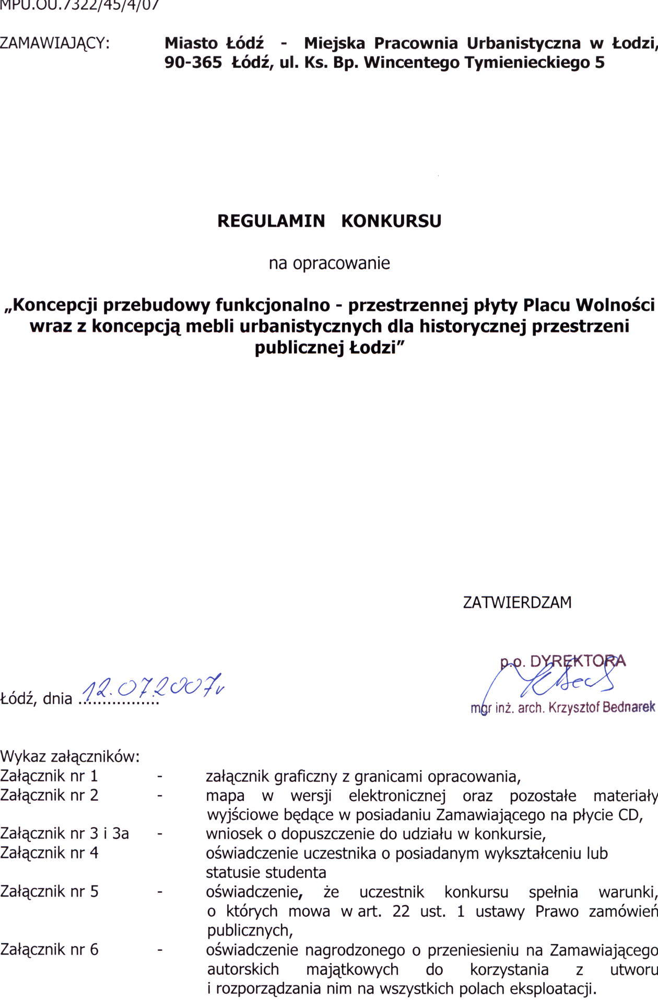 MPU.OU.7322/45/4/07
ZAMAWIAJĄCY: Miasto Łódź - Miejska Pracownia Urbanistyczna w Łodzi,
90-365 Łódź, ul. Ks. Bp. Wincentego Tymienieckiego 5
REGULAMIN KONKURSU
na opracowanie
„Koncepcji przebudowy funkcjonalno - przestrzennej płyty Placu Wolności
wraz z koncepcją mebli urbanistycznych dla historycznej przestrzeni
publicznej Łodzi”
ZATWIERDZAM
p.o. DYREKTORA
Łódź, dnia ................. 12.07.2007r
mgr inż. arch. Krzysztof Bednarek
Wykaz załączników:
Załącznik nr 1 - załącznik graficzny z granicami opracowania,
Załącznik nr 2 - mapa w wersji elektronicznej oraz pozostałe materiały
wyjściowe będące w posiadaniu Zamawiającego na płycie CD,
Załącznik nr 3 i 3a - wniosek o dopuszczenie do udziału w konkursie,
Załącznik nr 4 oświadczenie uczestnika o posiadanym wykształceniu lub
statusie studenta
Załącznik nr 5 - oświadczenie, że uczestnik konkursu spełnia warunki,
o których mowa w art. 22 ust. 1 ustawy Prawo zamówień
publicznych,
Załącznik nr 6 - oświadczenie nagrodzonego o przeniesieniu na Zamawiającego
autorskich majątkowych do korzystania z utworu
i rozporządzania nim na wszystkich polach eksploatacji.